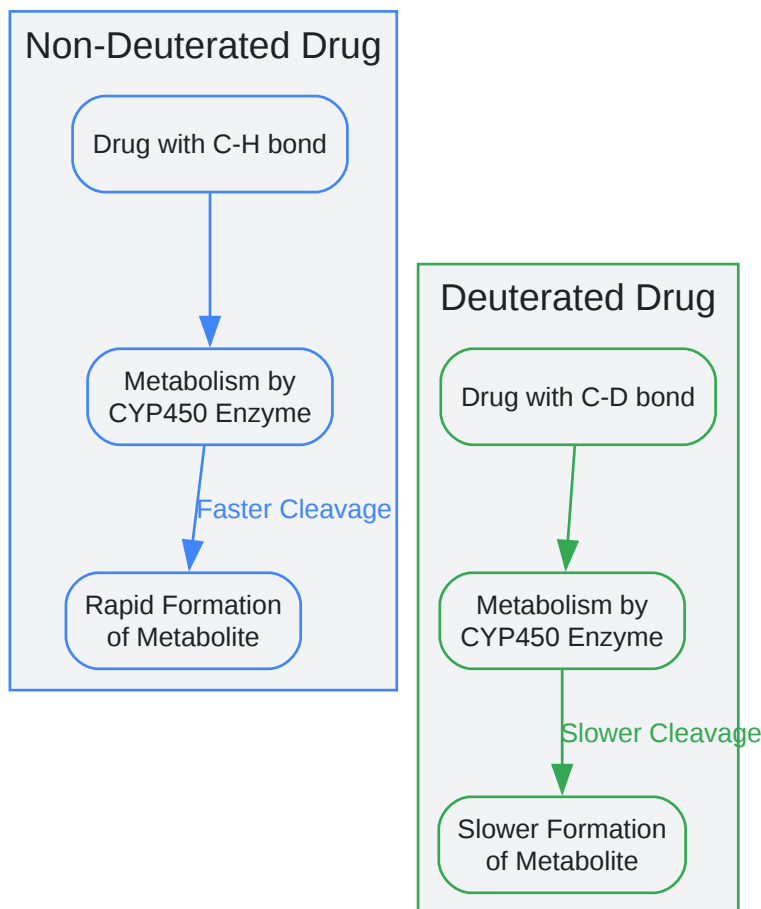 Non-Deuterated Drug
Drug with C-H bond
Metabolism by
CYP450 Enzyme
Faster Cleavage
Rapid Formation
of Metabolite
Deuterated Drug
Drug with C-D bond
Metabolism by
CYP450 Enzyme
Slower Cleavage
Slower Formation
of Metabolite